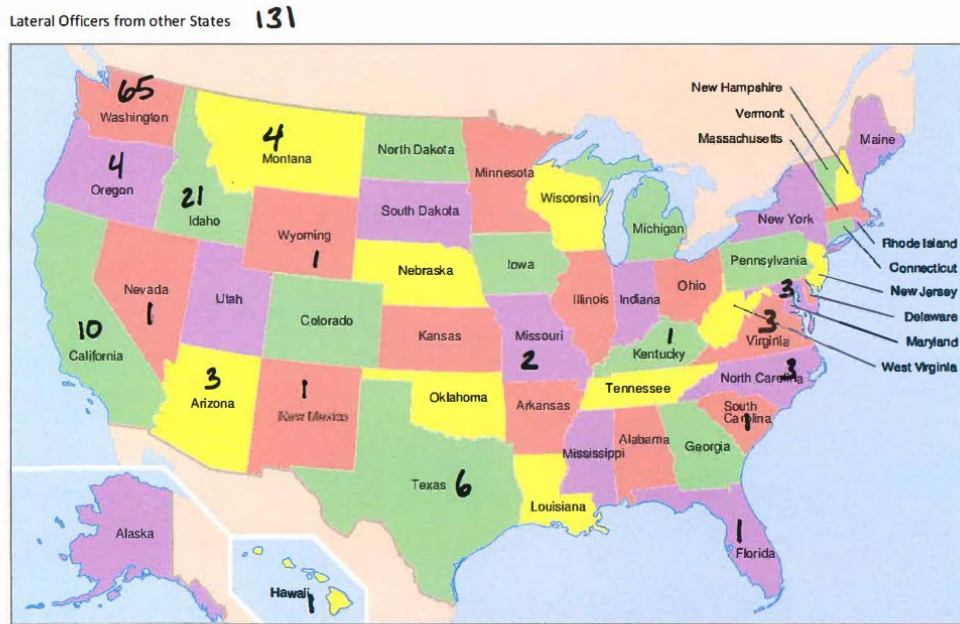 Lateral Officers from other States 131
New Hampshire
65
Washington
Vermont
Massachusetts
Maine
4
Montana
North Dakota
Minnesota
4
Oregon
21
Idaho
Wisconsin
South Dakota
Michigan
New York
Wyoming
1
Rhode Island
Connecticut
Pennsylvania
Nebraska
Iowa
New Jersey
Nevada
1
Utah
Illinois
Indiana
Ohio
3
Delaware
Colorado
10
California
Kansas
Missouri
2
1
Kentucky
3
Virginia
Maryland
West Virginia
3
Arizona
1
New Mexico
Oklahoma
Arkansas
Tennessee
North Carolina
3
South
Carolina
1
Mississippi
Alabama
Georgia
Texas 6
Louisiana
Alaska
1
Florida
Hawaii
1